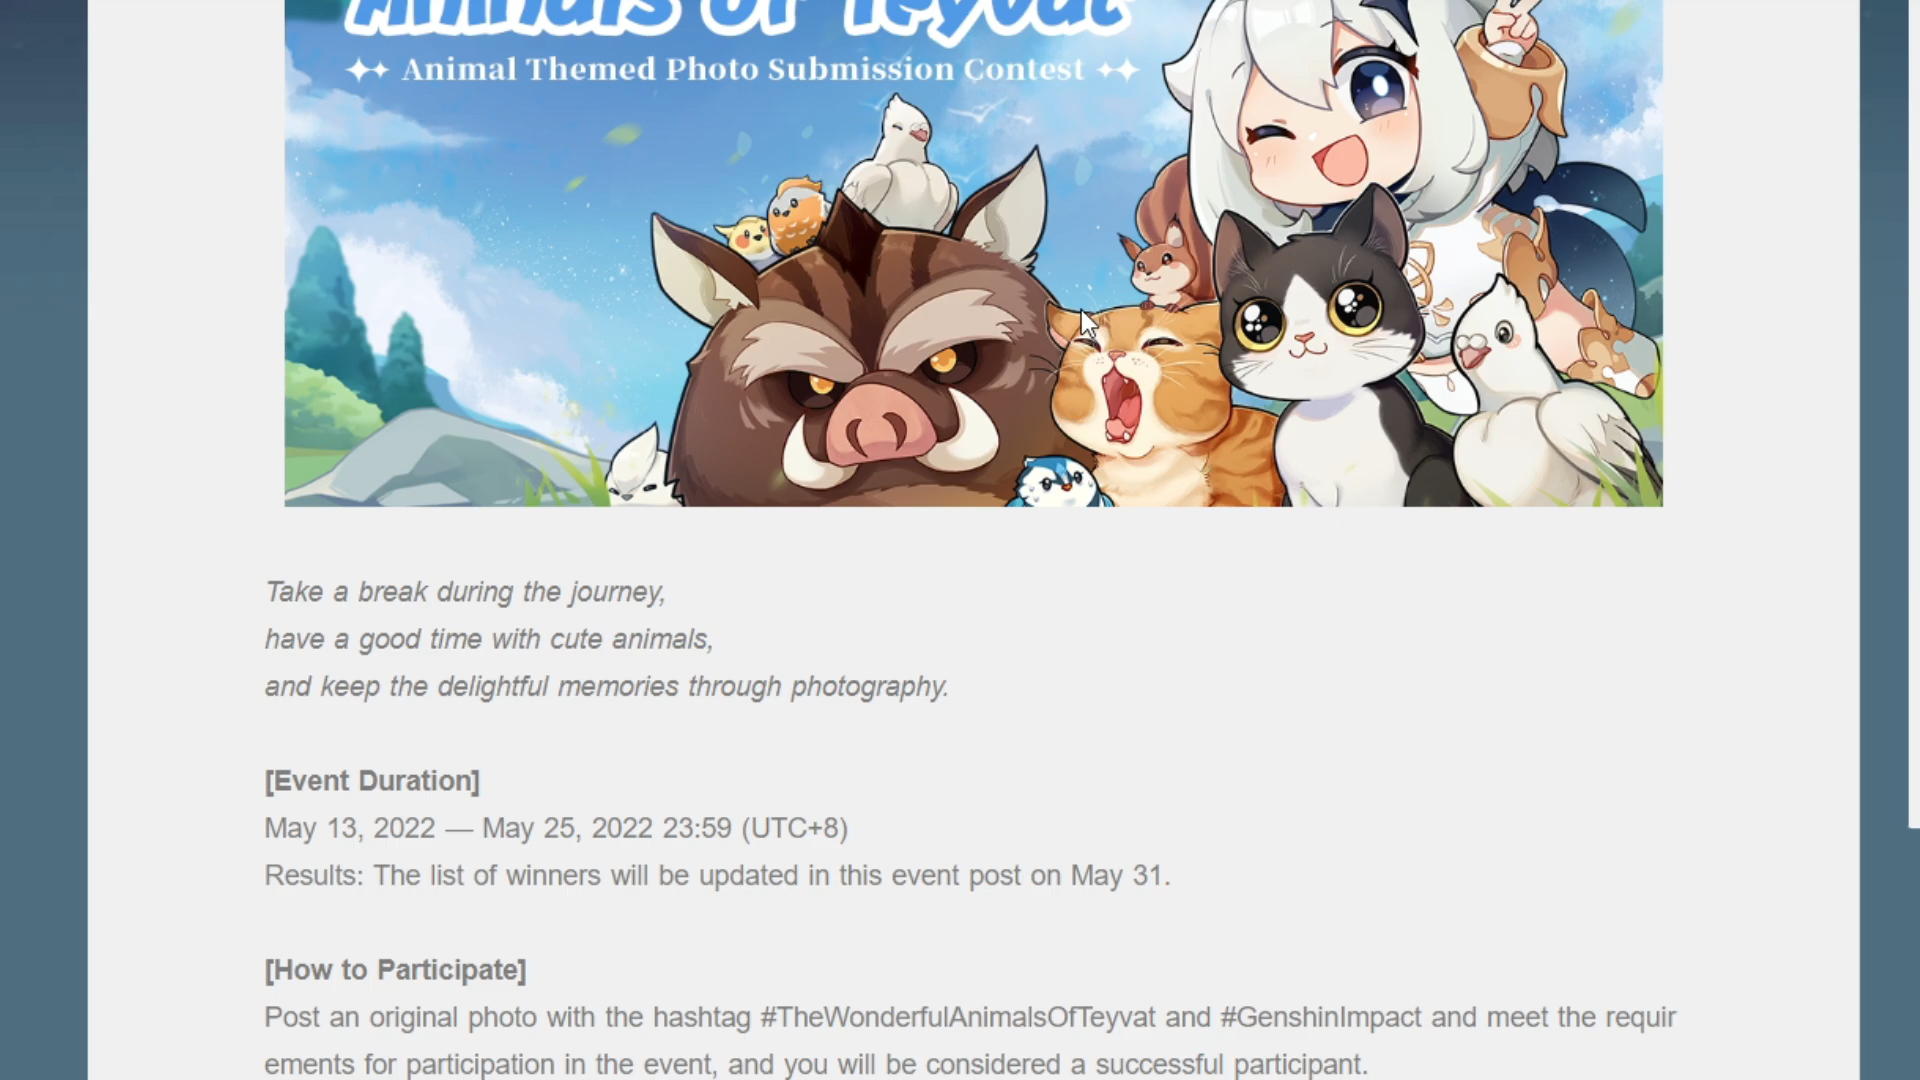 Animals Of Teyvat
Animal Themed Photo Submission Contest
Take a break during the journey,
have a good time with cute animals,
and keep the delightful memories through photography.
[Event Duration]
May 13, 2022 — May 25, 2022 23:59 (UTC+8)
Results: The list of winners will be updated in this event post on May 31.
[How to Participate]
Post an original photo with the hashtag #TheWonderfulAnimalsOfTeyvat and #GenshinImpact and meet the requir
ements for participation in the event, and you will be considered a successful participant.